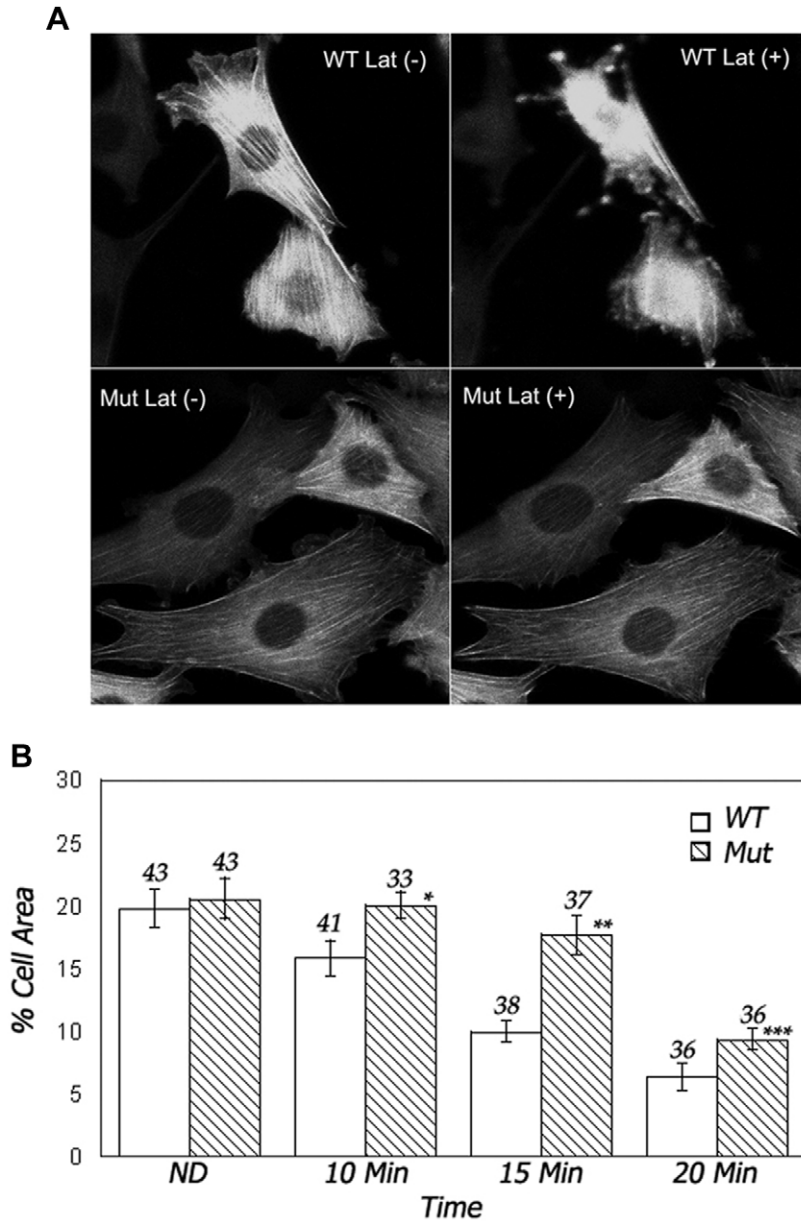 A
WT Lat (-)
WT Lat (+)
Mut Lat (-)
Mut Lat (+)
B
% Cell Area
30
25
20
15
10
5
0
WT
Mut
43
43
41
33
*
38
37
**
36
36
***
ND
10 Min
15 Min
20 Min
Time